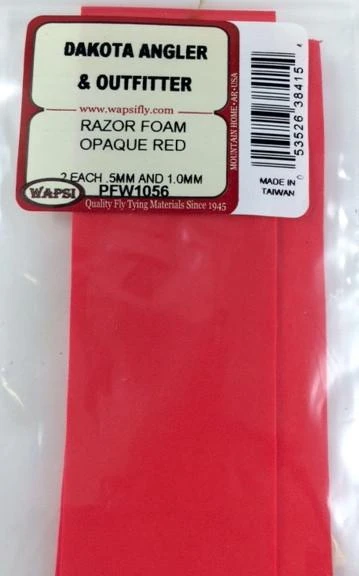 DAKOTA ANGLER
& OUTFITTER
www.wapsifly.com
RAZOR FOAM
OPAQUE RED
2 EACH .5MM AND 1.0MM
WAPSI
PFW1056
Quality Fly Tying Materials Since 1945
MOUNTAIN HOME·AR·USA
0 53526 38415 4
MADE IN
TAIWAN